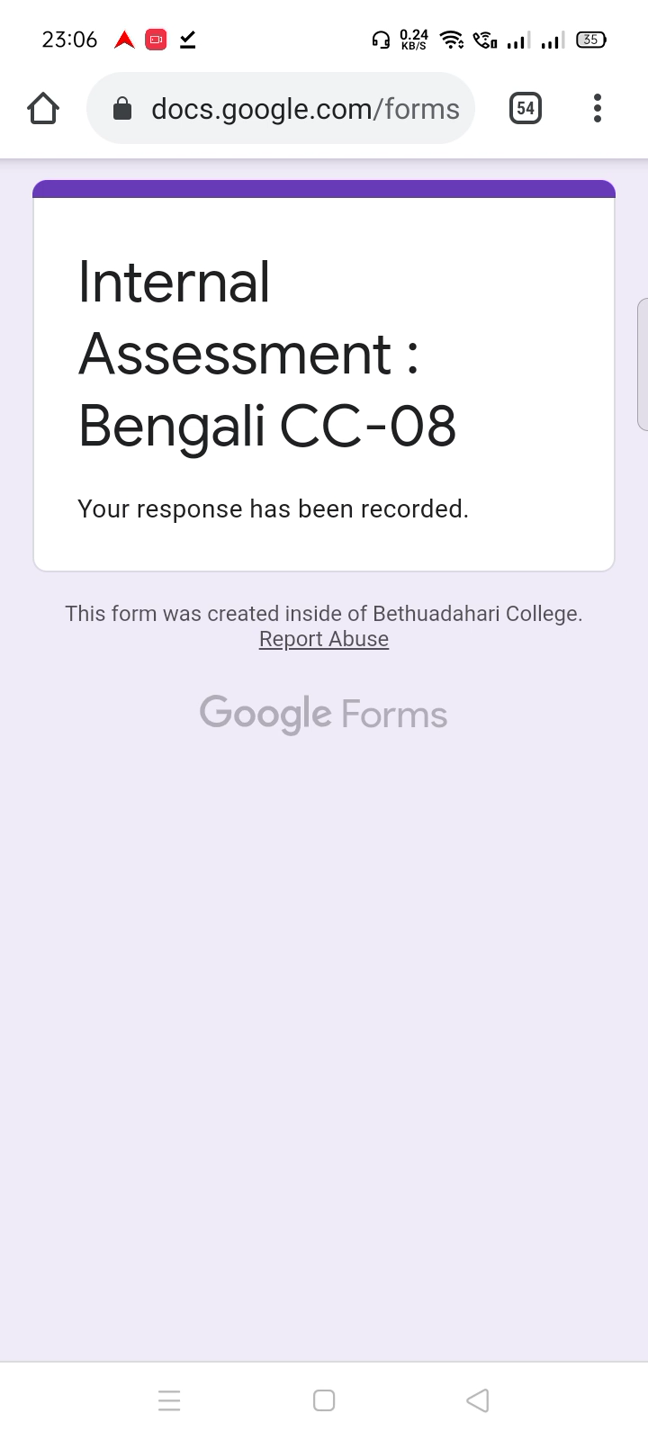 23:06
0.24
KB/S
35
docs.google.com/forms
54
Internal
Assessment :
Bengali CC-08
Your response has been recorded.
This form was created inside of Bethuadahari College.
Report Abuse
Google Forms